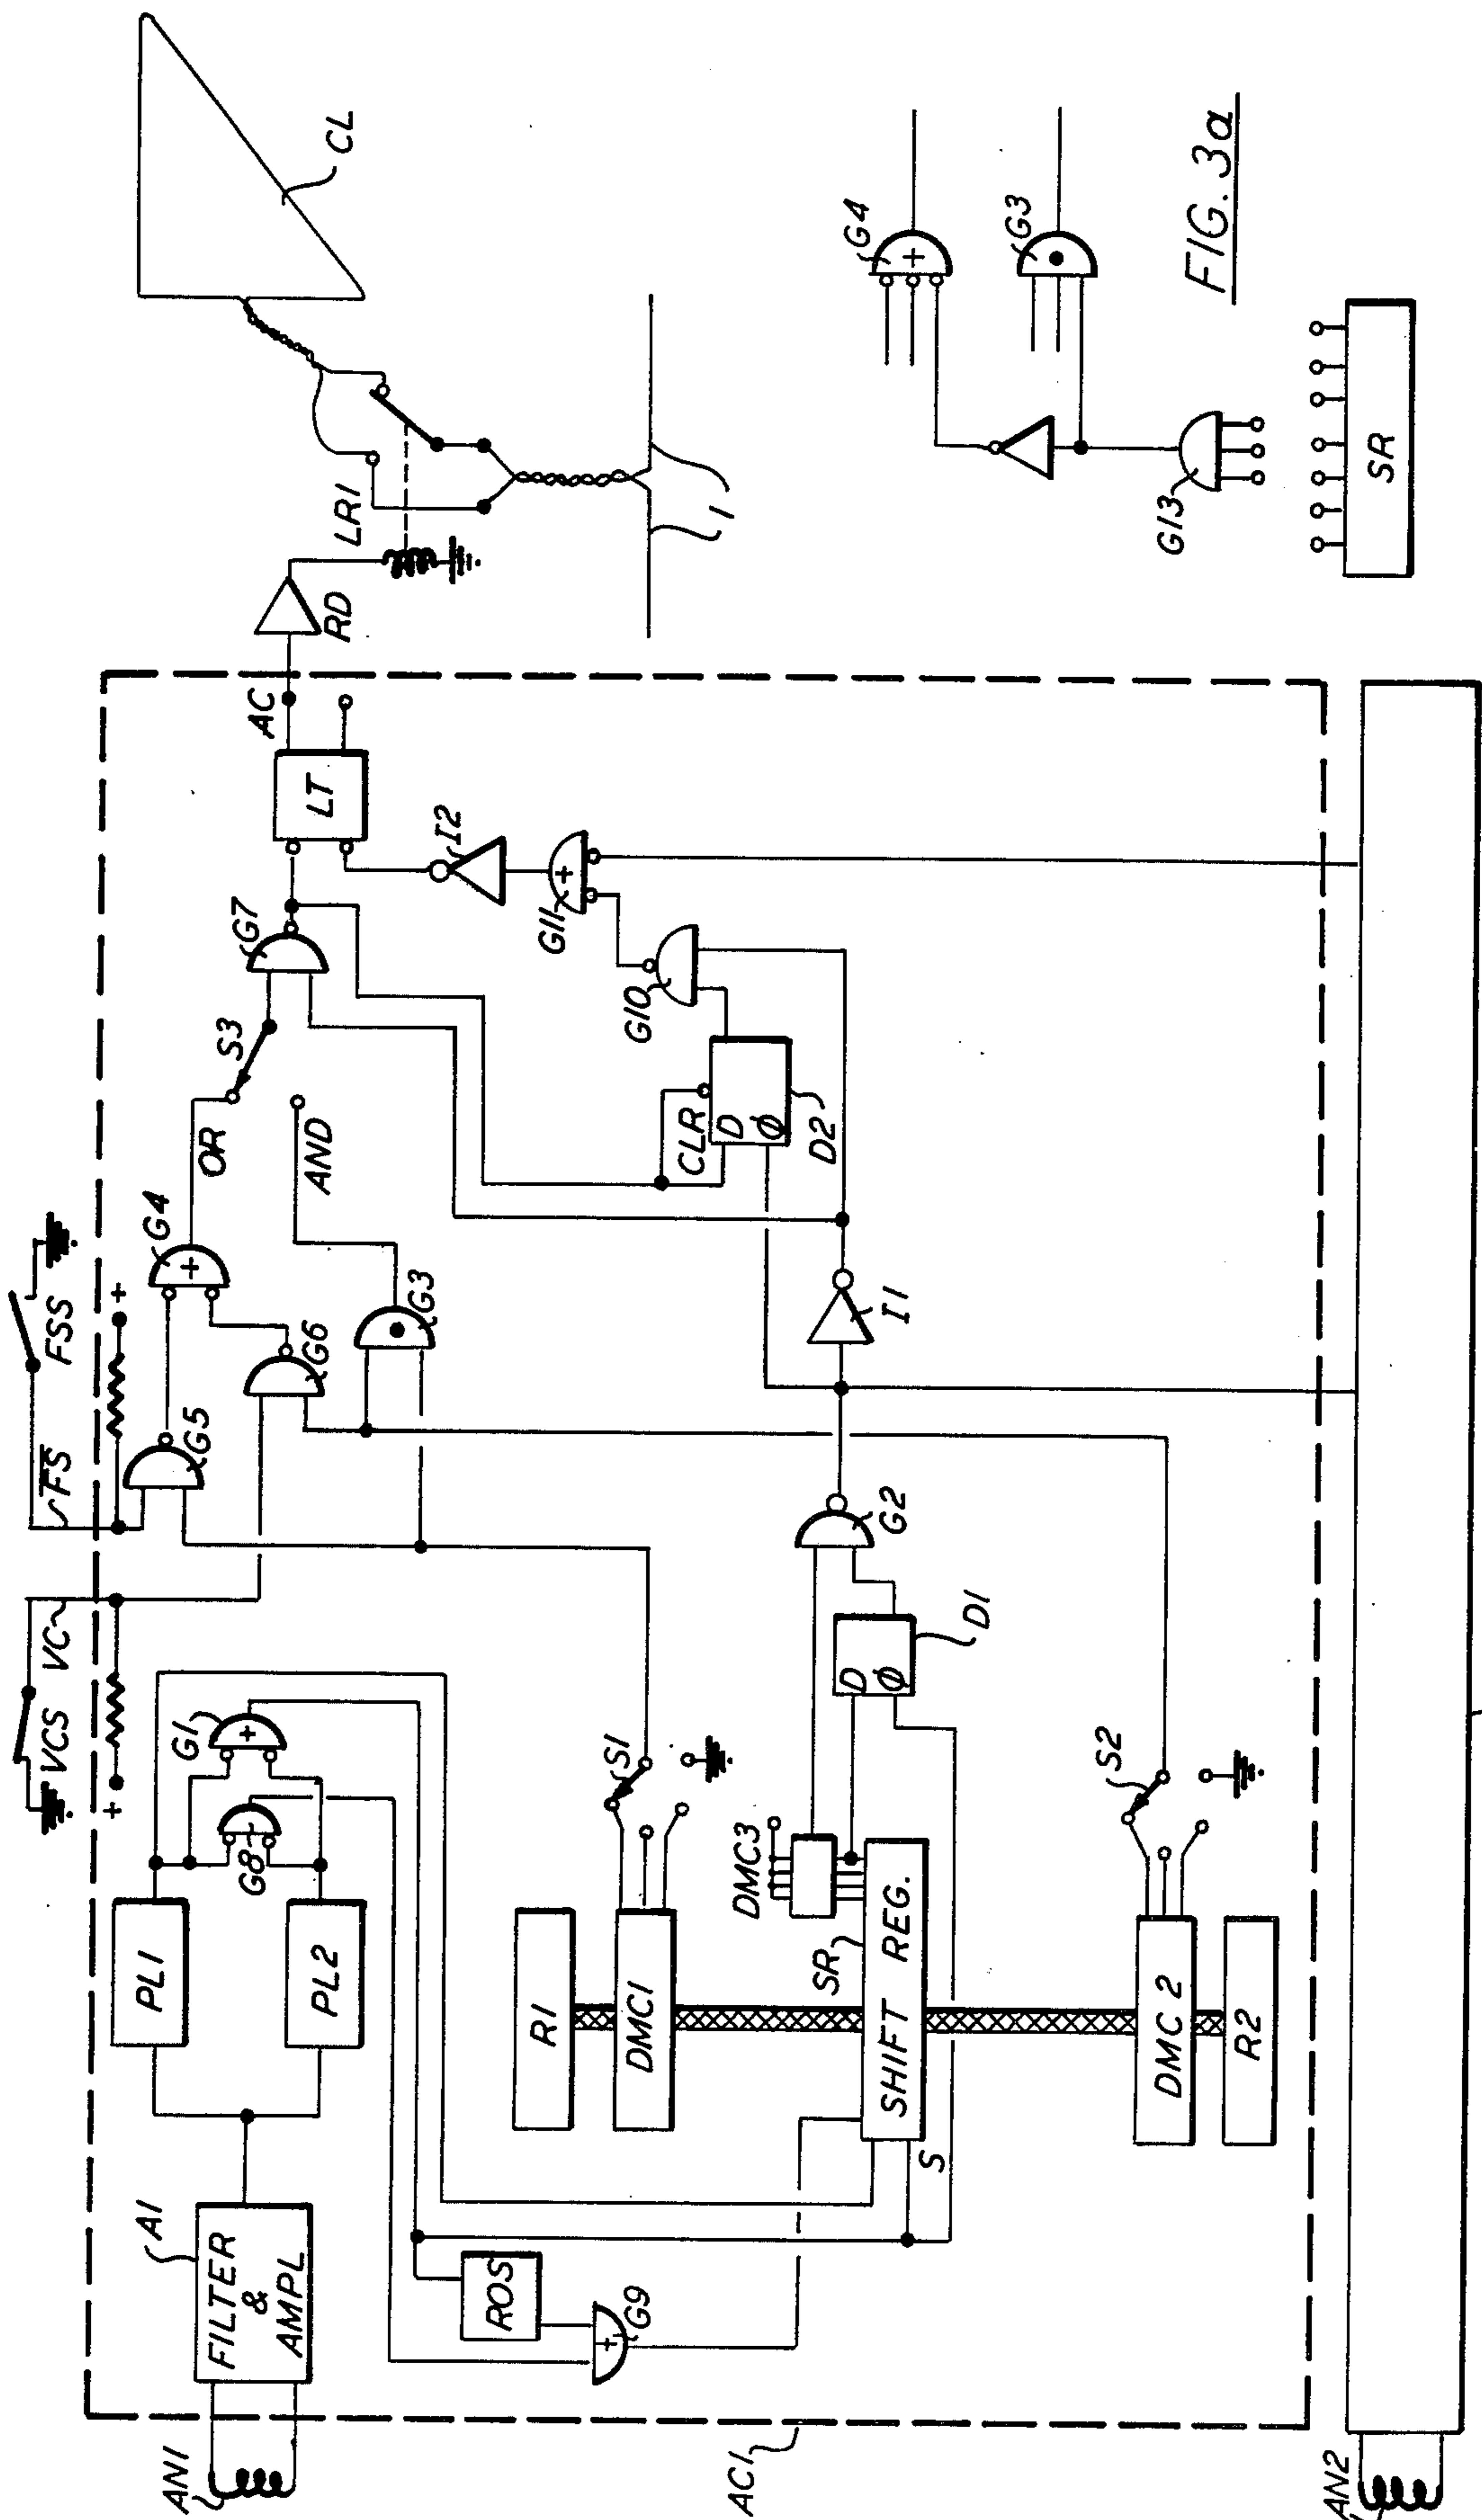 VCS
VC
+
FS
FSS
+
AN1
A1
FILTER
&
AMPL
PL1
PL2
G8
+
G1
+
G5
G6
G4
+
G3
OR
AND
S3
G7
LT
AC
RD
LR1
CL
1
ROS
G9
+
R1
DMC1
S1
SR
SHIFT REG.
S
DMC3
D
Φ
D1
G2
I1
CLR
D
Φ
D2
G10
G11
+
I2
DMC 2
R2
S2
AC1
AN2
G4
+
G3
G13
SR
FIG. 3a